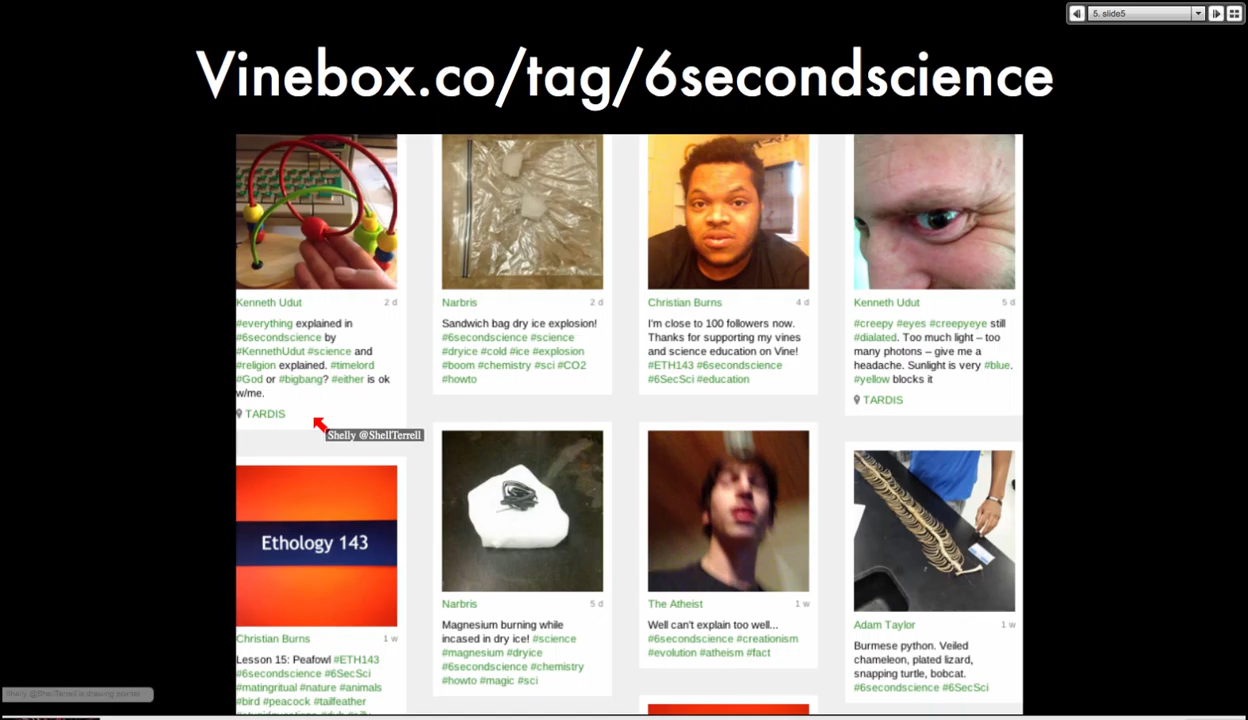 5. slide5
Vinebox.co/tag/6secondscience
Kenneth Udut 2 d
#everything explained in
#6secondscience by
#KennethUdut #science and
#religion explained. #timelord
#God or #bigbang? #either is ok
w/me.
TARDIS
Narbris 2 d
Sandwich bag dry ice explosion!
#6secondscience #science
#dryice #cold #ice #explosion
#boom #chemistry #sci #CO2
#howto
Christian Burns 4 d
I'm close to 100 followers now.
Thanks for supporting my vines
and science education on Vine!
#ETH143 #6secondscience
#6SecSci #education
Kenneth Udut 5 d
#creepy #eyes #creepyeye still
#dialated. Too much light – too
many photons – give me a
headache. Sunlight is very #blue.
#yellow blocks it
TARDIS
Shelly @ShellTerrell
Ethology 143
Christian Burns 1 w
Lesson 15: Peafowl #ETH143
#6secondscience #6SecSci
#matingritual #nature #animals
#bird #peacock #tailfeather
Narbris 5 d
Magnesium burning while
incased in dry ice! #science
#magnesium #dryice
#6secondscience #chemistry
#howto #magic #sci
The Atheist 1 w
Well can't explain too well...
#6secondscience #creationism
#evolution #atheism #fact
Adam Taylor 1 w
Burmese python. Veiled
chameleon, plated lizard,
snapping turtle, bobcat.
#6secondscience #6SecSci
Shelly @ShellTerrell is drawing pointer